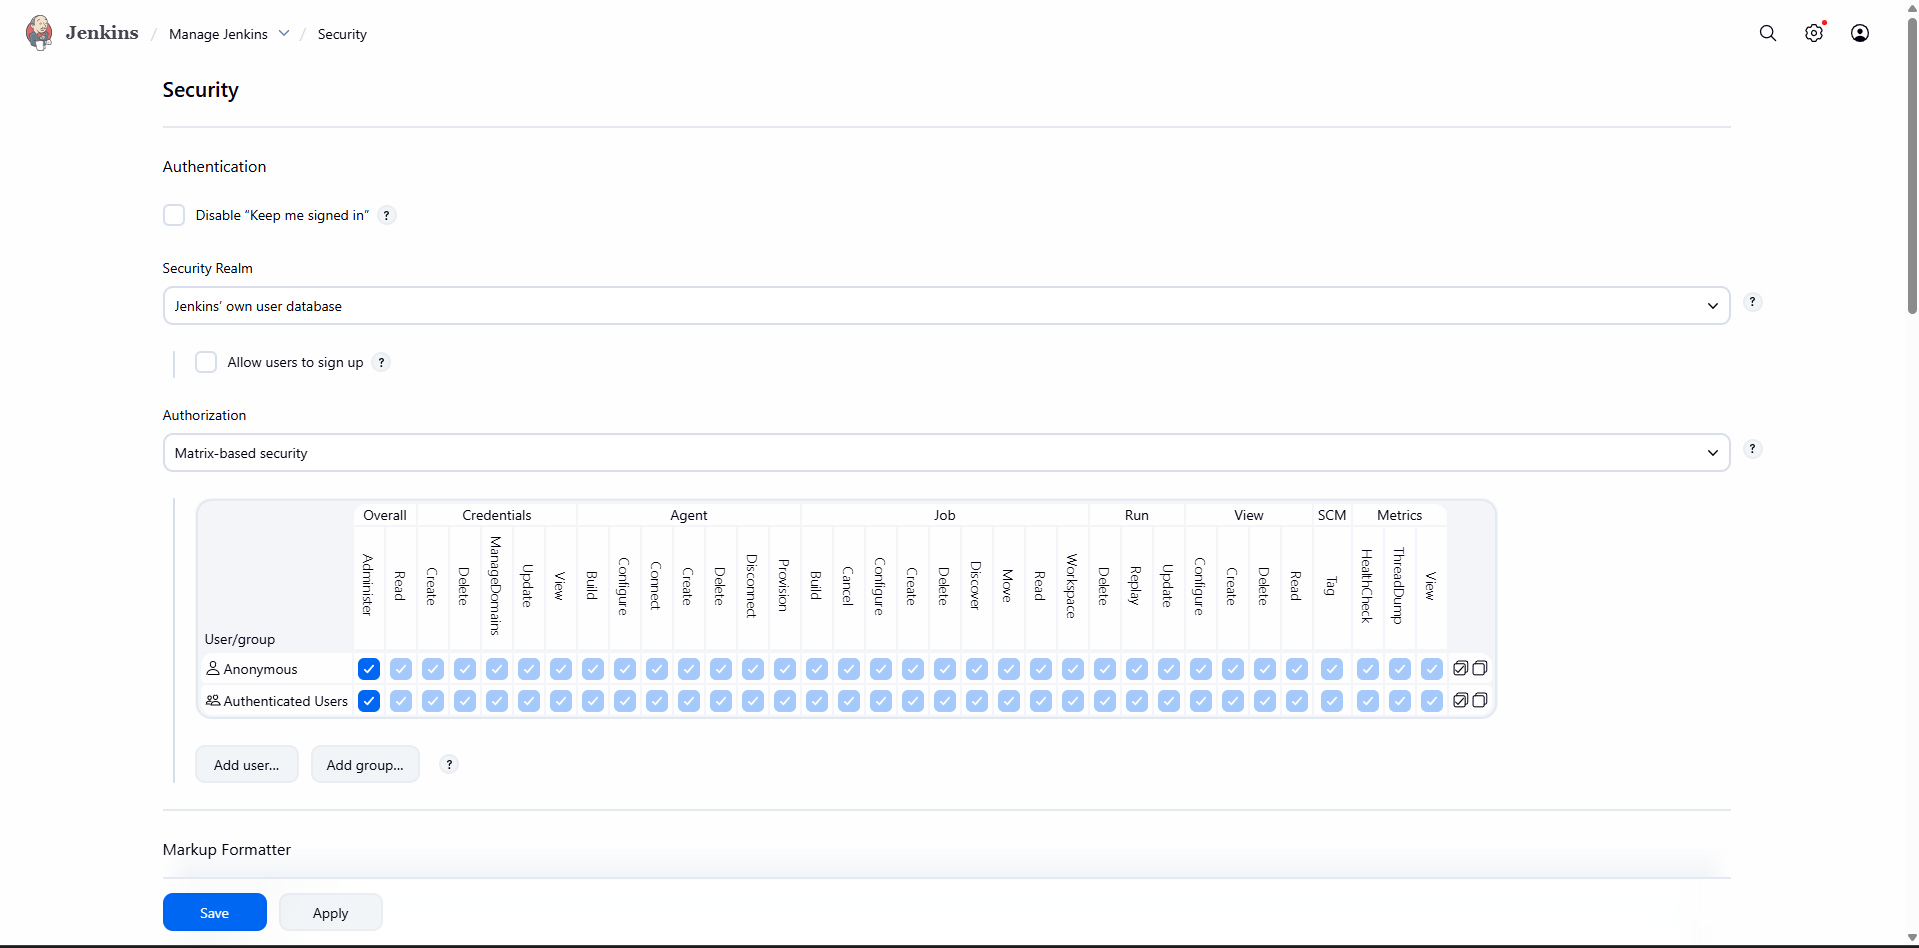 Jenkins / Manage Jenkins / Security
Security
Authentication
Disable “Keep me signed in” ?
Security Realm
Jenkins’ own user database ?
Allow users to sign up ?
Authorization
Matrix-based security ?
Overall Credentials Agent Job Run View SCM Metrics
User/group Administer Read Create Delete ManageDomains Update View Build Configure Connect Create Delete Disconnect Provision Build Cancel Configure Create Delete Discover Move Read Workspace Delete Replay Update Configure Create Delete Read Tag HealthCheck ThreadDump View
Anonymous
Authenticated Users
Add user... Add group... ?
Markup Formatter
Save Apply